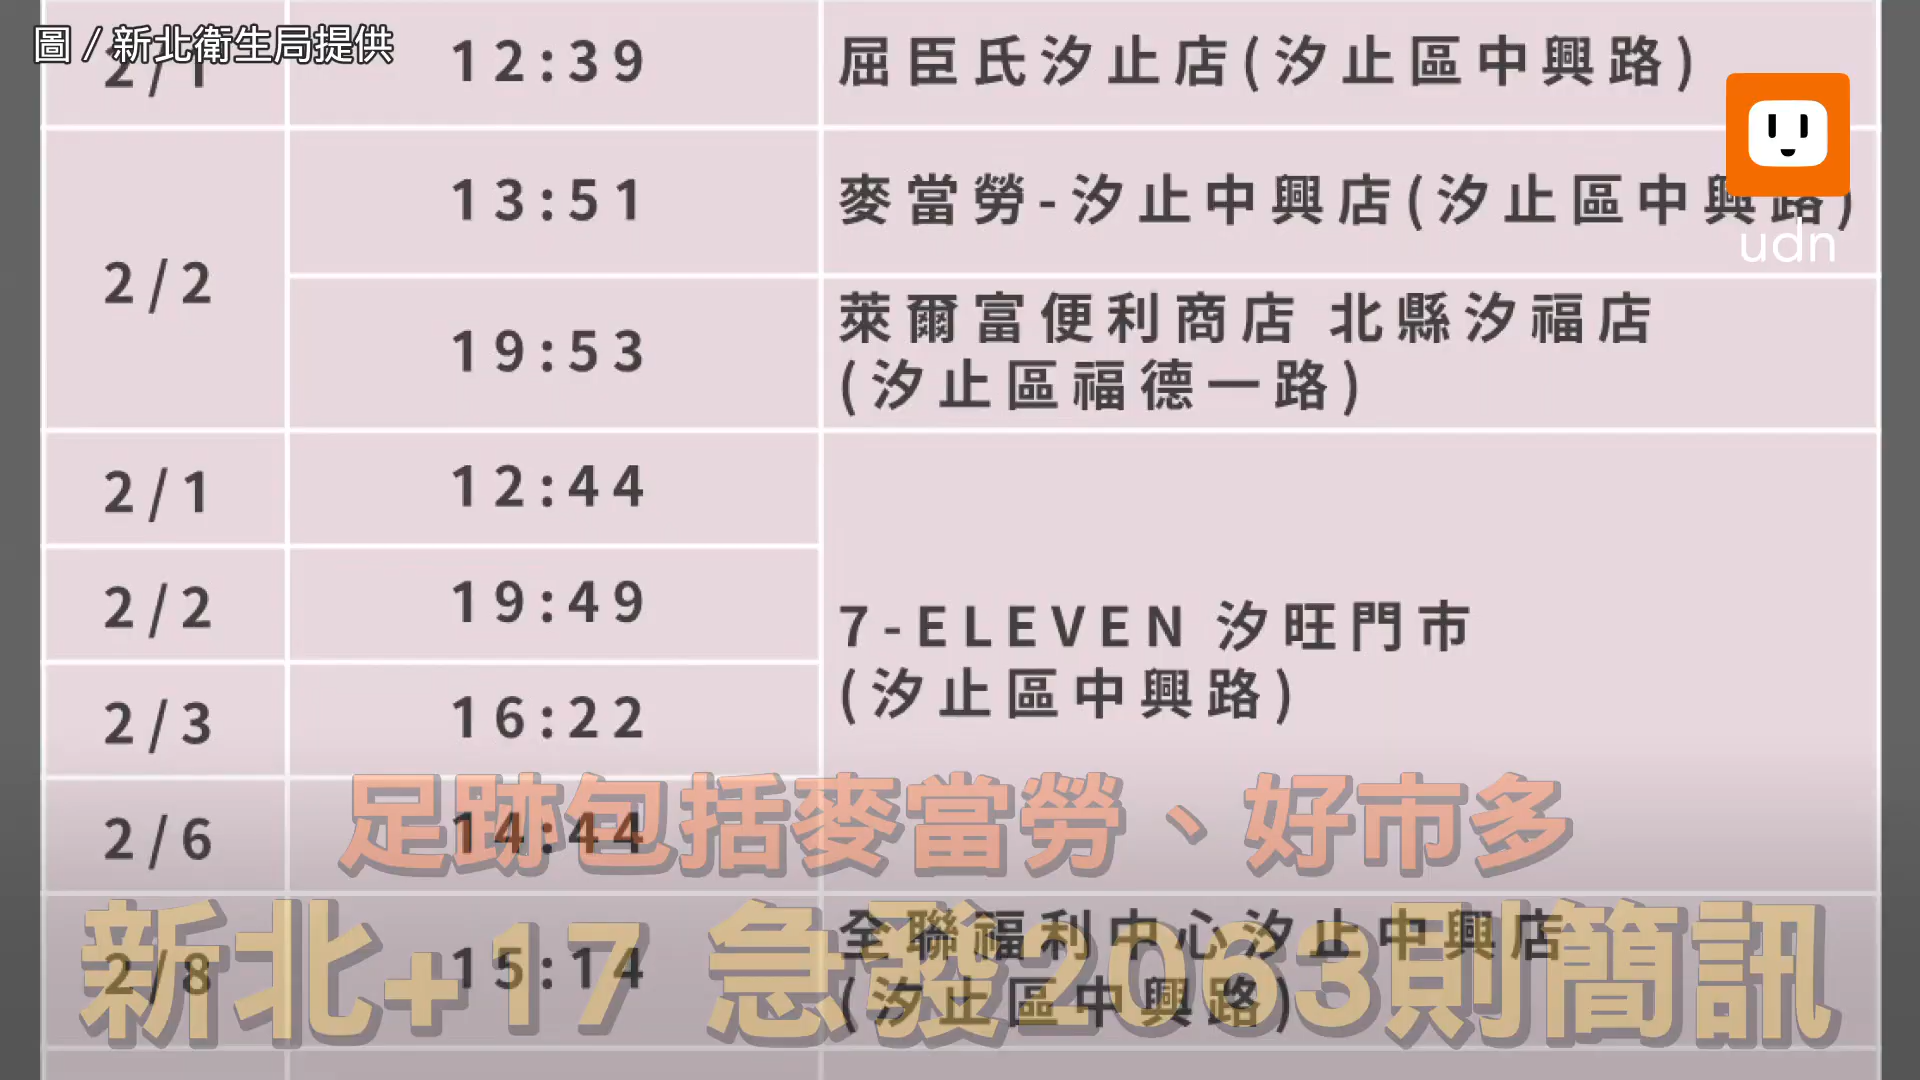 圖/新北衛生局提供
2/1 12:39 屈臣氏汐止店(汐止區中興路)
udn
2/2
13:51 麥當勞-汐止中興店(汐止區中興路)
19:53 萊爾富便利商店 北縣汐福店
(汐止區福德一路)
2/1 12:44
2/2 19:49
7-ELEVEN 汐旺門市
(汐止區中興路)
2/3 16:22
2/6 14:44
足跡包括麥當勞、好市多
2/8 15:14 全聯福利中心汐止中興店
(汐止區中興路)
新北+17 急發2063則簡訊